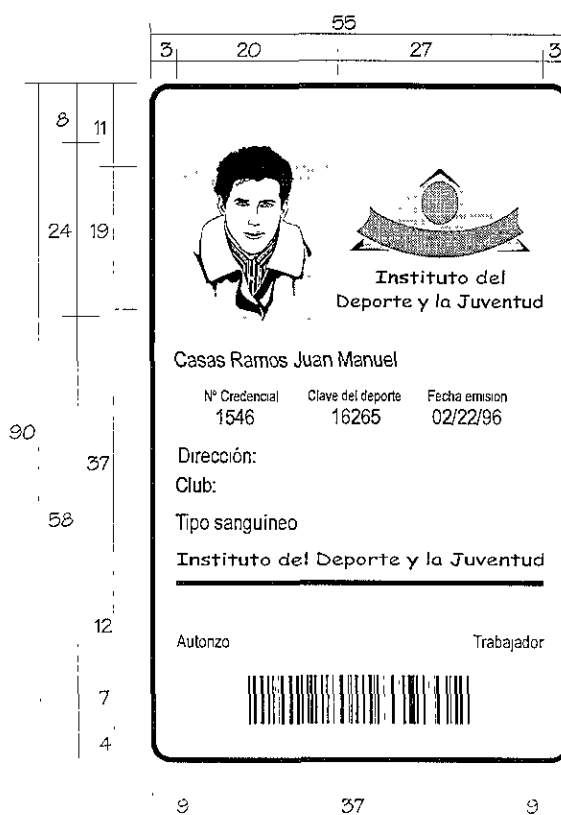 55
3 20 27 3
8 11
24 19
Instituto del
Deporte y la Juventud
Casas Ramos Juan Manuel
Nº Credencial Clave del deporte Fecha emision
1546 16265 02/22/96
90
37
Dirección:
Club:
58
Tipo sanguineo
Instituto del Deporte y la Juventud
12
Autorizo Trabajador
7
4
9 37 9